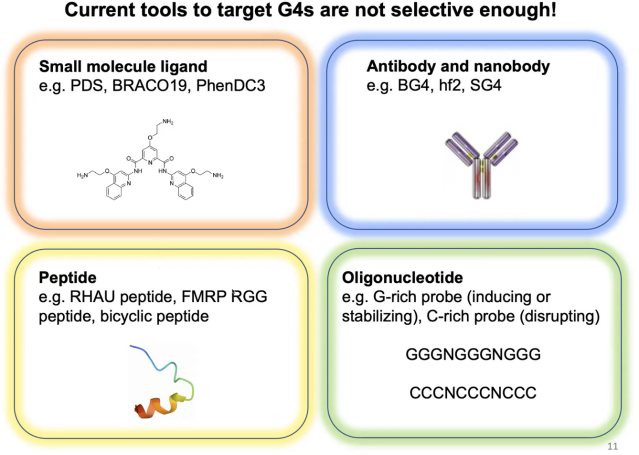 Current tools to target G4s are not selective enough!
Small molecule ligand
e.g. PDS, BRACO19, PhenDC3
NH₂
O
O
O
N
H₂N
O
NH
HN
O
NH₂
N
N
Antibody and nanobody
e.g. BG4, hf2, SG4
Peptide
e.g. RHAU peptide, FMRP RGG
peptide, bicyclic peptide
Oligonucleotide
e.g. G-rich probe (inducing or
stabilizing), C-rich probe (disrupting)
GGGNGGGNGGG
CCCNCCCNCCC
11